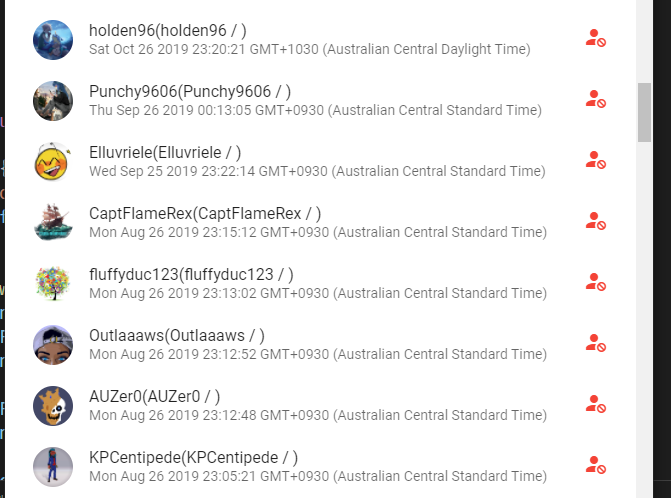 holden96(holden96 / )
Sat Oct 26 2019 23:20:21 GMT+1030 (Australian Central Daylight Time)
Punchy9606(Punchy9606 / )
Thu Sep 26 2019 00:13:05 GMT+0930 (Australian Central Standard Time)
Elluvriele(Elluvriele / )
Wed Sep 25 2019 23:22:14 GMT+0930 (Australian Central Standard Time)
CaptFlameRex(CaptFlameRex / )
Mon Aug 26 2019 23:15:12 GMT+0930 (Australian Central Standard Time)
fluffyduc123(fluffyduc123 / )
Mon Aug 26 2019 23:13:02 GMT+0930 (Australian Central Standard Time)
Outlaaaws(Outlaaaws / )
Mon Aug 26 2019 23:12:52 GMT+0930 (Australian Central Standard Time)
AUZer0(AUZer0 / )
Mon Aug 26 2019 23:12:48 GMT+0930 (Australian Central Standard Time)
KPCentipede(KPCentipede / )
Mon Aug 26 2019 23:05:21 GMT+0930 (Australian Central Standard Time)